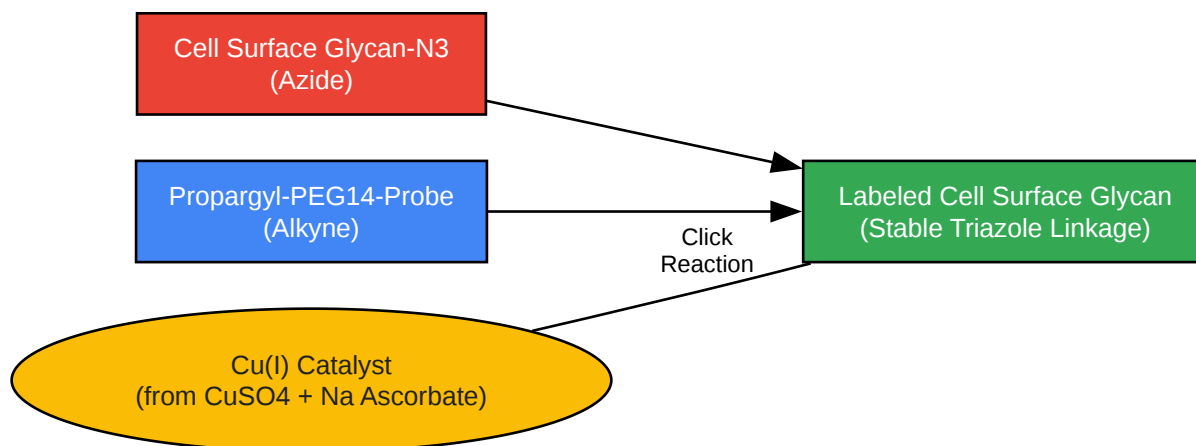 Cell Surface Glycan-N3
(Azide)
Propargyl-PEG14-Probe
(Alkyne)
Labeled Cell Surface Glycan
(Stable Triazole Linkage)
Click
Reaction
Cu(I) Catalyst
(from CuSO4 + Na Ascorbate)